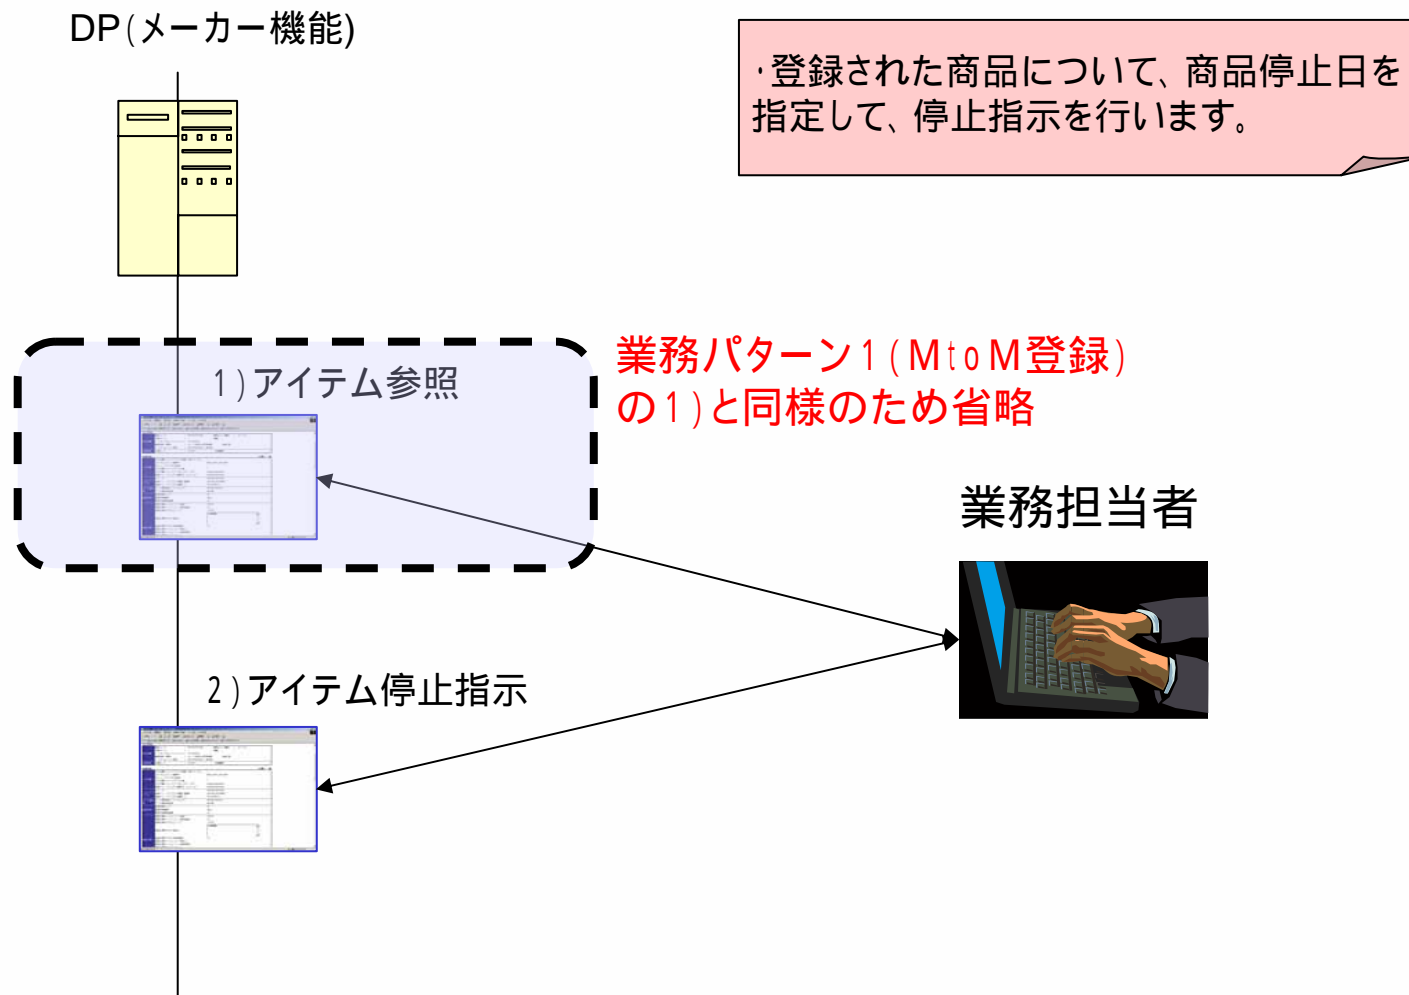 DP(メーカー機能)
・登録された商品について、商品停止日を
指定して、停止指示を行います。
業務パターン1(MtoM登録)
の1)と同様のため省略
1)アイテム参照
業務担当者
2)アイテム停止指示